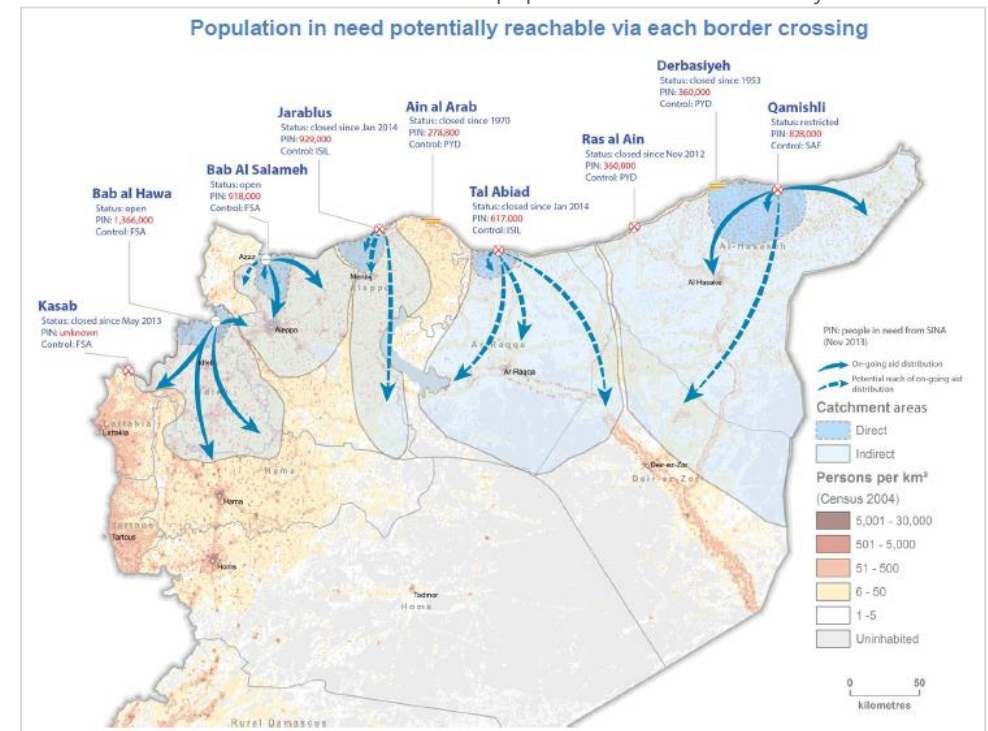 Population in need potentially reachable via each border crossing
Derbasiyeh
Status: closed since 1953
PIN: 360,000
Control: PYD
Qamishli
Status: restricted
PIN: 828,000
Control: SAF
Jarablus
Status: closed since Jan 2014
PIN: 929,000
Control: ISIL
Ain al Arab
Status: closed since 1970
PIN: 278,800
Control: PYD
Ras al Ain
Status: closed since Nov 2012
PIN: 360,000
Control: PYD
Bab Al Salameh
Status: open
PIN: 918,000
Control: FSA
Tal Abiad
Status: closed since Jan 2014
PIN: 617,000
Control: ISIL
Bab al Hawa
Status: open
PIN: 1,366,000
Control: FSA
Kasab
Status: closed since May 2013
PIN: unknown
Control: FSA
Azaz
Al-Hasakeh
Al-Hasake
Aleppo
Aleppo
Ar-Raqqa
Ar-Raqqa
Idleb
Lattakia
Lattakia
Hama
Hama
Deir-ez-Zor
Deir-ez-Zor
Tartous
Tartous
Homs
Tadmor
Homs
Rural Damascus
PIN: people in need from SINA
(Nov 2013)
On-going aid distribution
Potential reach of on-going aid
distribution
Catchment areas
Direct
Indirect
Persons per km²
(Census 2004)
5,001 - 30,000
501 - 5,000
51 - 500
6 - 50
1 -5
Uninhabited
0 50
kilometres